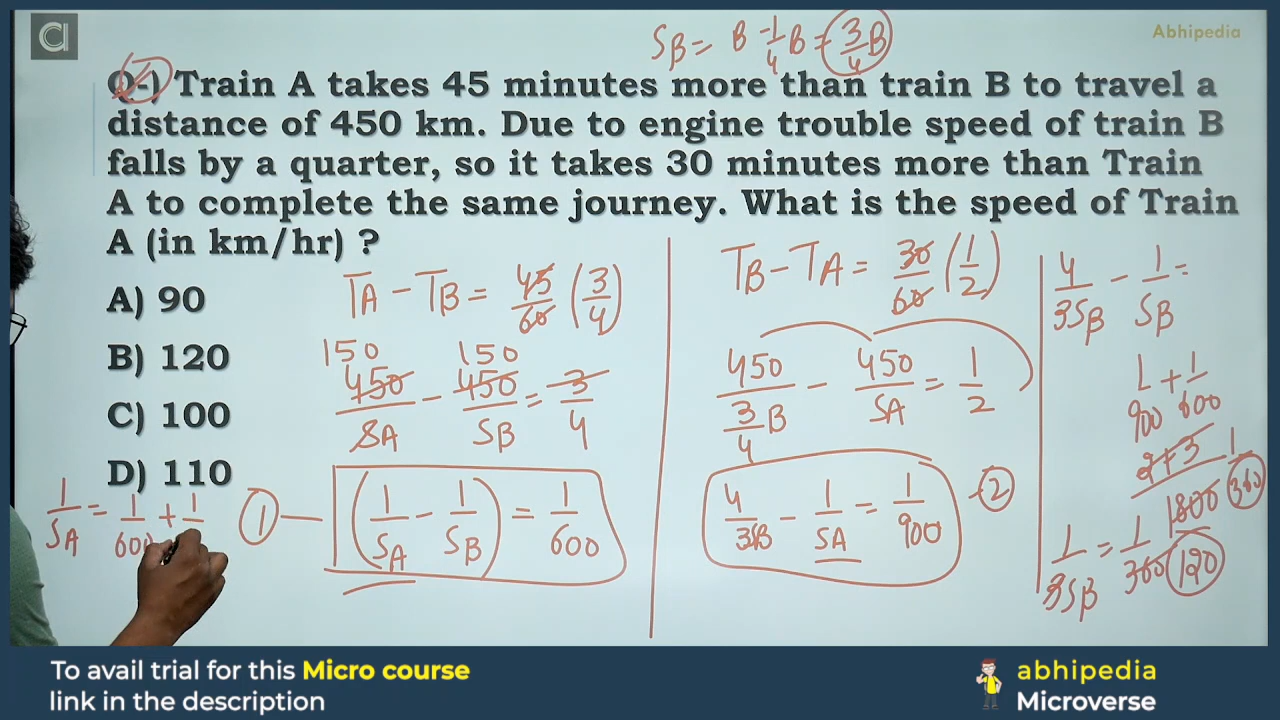 a
Abhipedia
SB = B - 1/4 B = 3/4 B
Q-) Train A takes 45 minutes more than train B to travel a
distance of 450 km. Due to engine trouble speed of train B
falls by a quarter, so it takes 30 minutes more than Train
A to complete the same journey. What is the speed of Train
A (in km/hr) ?
A) 90
B) 120
C) 100
D) 110
TA - TB = 45/60 (3/4)
150 150
450/SA - 450/SB = 3/4
① — (1/SA - 1/SB) = 1/600
1/SA = 1/600 + 1
TB - TA = 30/60 (1/2)
450/(3/4 B) - 450/SA = 1/2
4/3SB - 1/SA = 1/900 - ②
4/3SB - 1/SB =
1/900 + 1/600
2+3/1800 1/360
1/3SB = 1/360 120
To avail trial for this Micro course
link in the description
abhipedia
Microverse